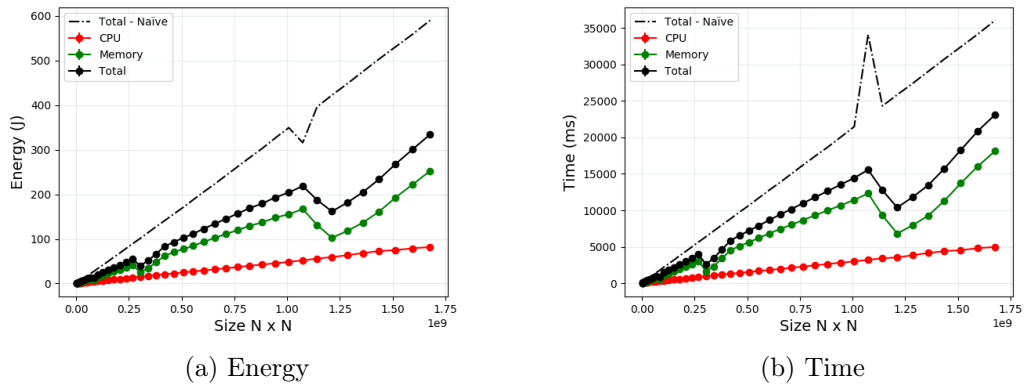 600
500
400
300
200
100
0
Energy (J)
Total - Naïve
CPU
Memory
Total
0.00 0.25 0.50 0.75 1.00 1.25 1.50 1.75
1e9
Size N x N
(a) Energy
35000
30000
25000
20000
15000
10000
5000
0
Time (ms)
Total - Naïve
CPU
Memory
Total
0.00 0.25 0.50 0.75 1.00 1.25 1.50 1.75
1e9
Size N x N
(b) Time